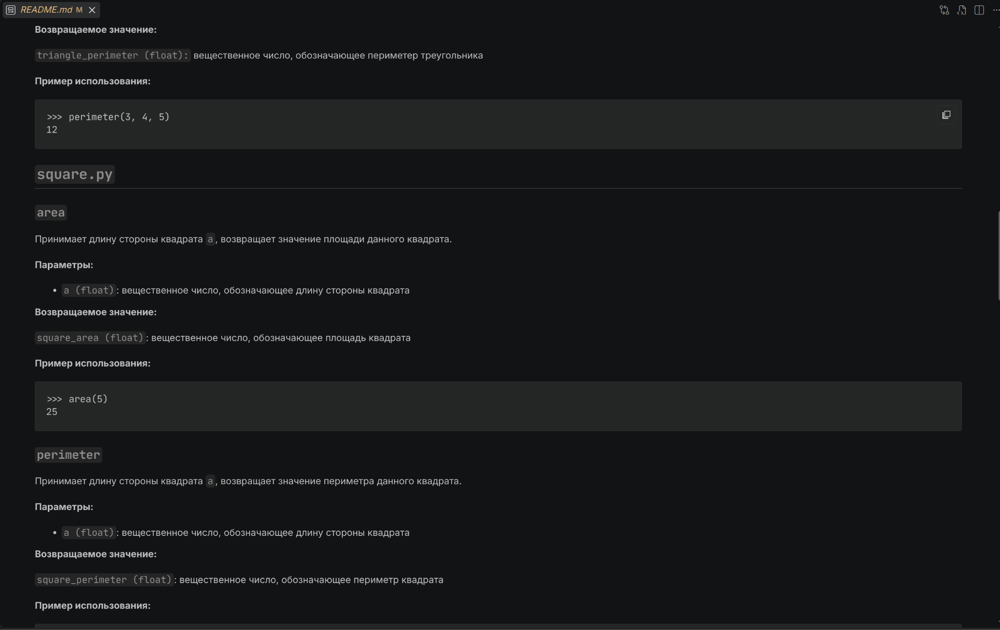 README.md M
Возвращаемое значение:
triangle_perimeter (float): вещественное число, обозначающее периметр треугольника
Пример использования:
>>> perimeter(3, 4, 5)
12
square.py
area
Принимает длину стороны квадрата a, возвращает значение площади данного квадрата.
Параметры:
• a (float): вещественное число, обозначающее длину стороны квадрата
Возвращаемое значение:
square_area (float): вещественное число, обозначающее площадь квадрата
Пример использования:
>>> area(5)
25
perimeter
Принимает длину стороны квадрата a, возвращает значение периметра данного квадрата.
Параметры:
• a (float): вещественное число, обозначающее длину стороны квадрата
Возвращаемое значение:
square_perimeter (float): вещественное число, обозначающее периметр квадрата
Пример использования: